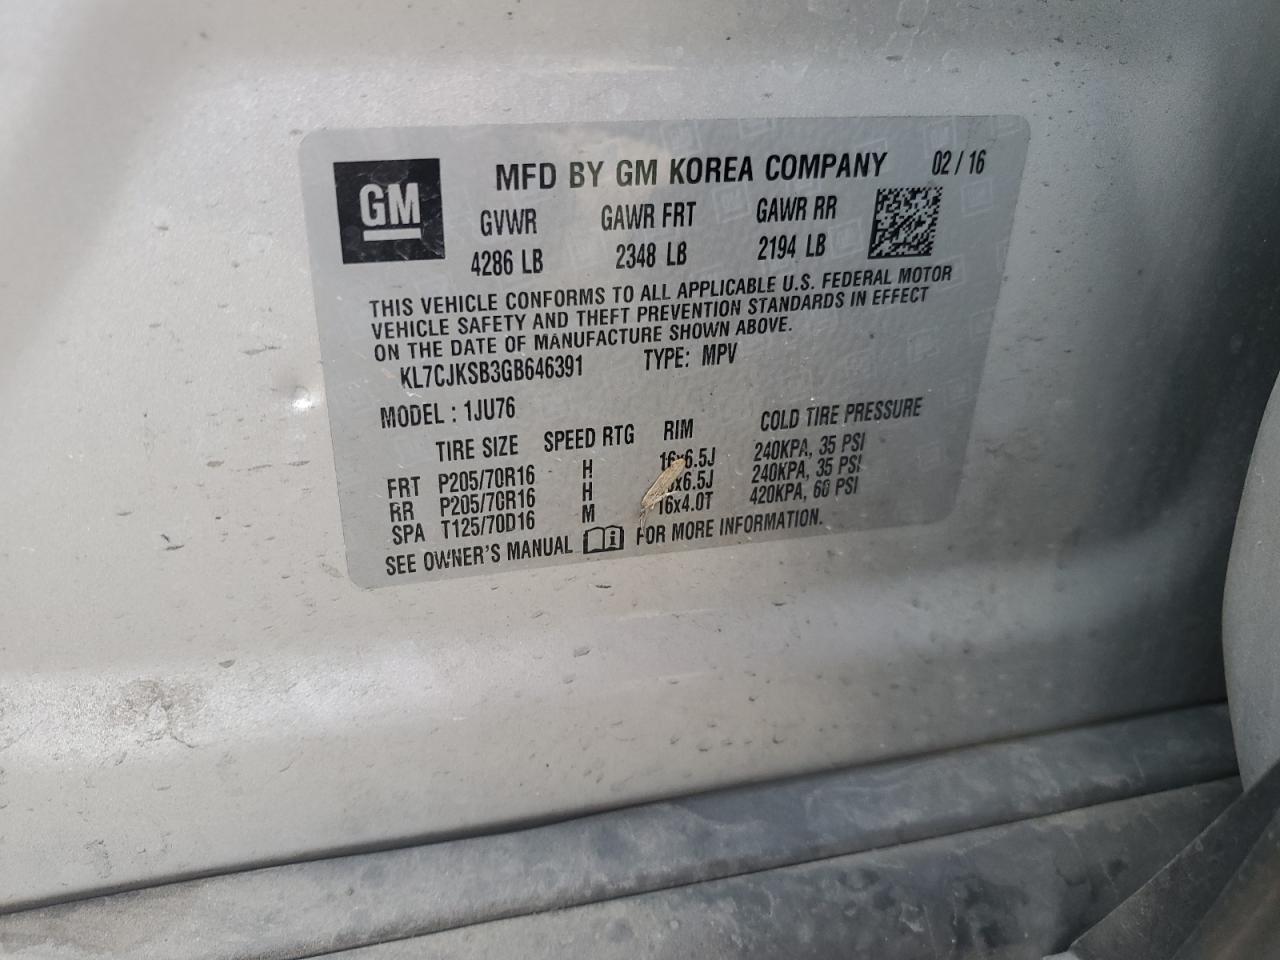 GM
MFD BY GM KOREA COMPANY 02 / 16
GVWR GAWR FRT GAWR RR
4286 LB 2348 LB 2194 LB
THIS VEHICLE CONFORMS TO ALL APPLICABLE U.S. FEDERAL MOTOR
VEHICLE SAFETY AND THEFT PREVENTION STANDARDS IN EFFECT
ON THE DATE OF MANUFACTURE SHOWN ABOVE.
KL7CJKSB3GB646391 TYPE: MPV
MODEL : 1JU76
TIRE SIZE SPEED RTG RIM COLD TIRE PRESSURE
FRT P205/70R16 H 16x6.5J 240KPA, 35 PSI
RR P205/70R16 H 16x6.5J 240KPA, 35 PSI
SPA T125/70D16 M 16x4.0T 420KPA, 60 PSI
SEE OWNER'S MANUAL i FOR MORE INFORMATION.